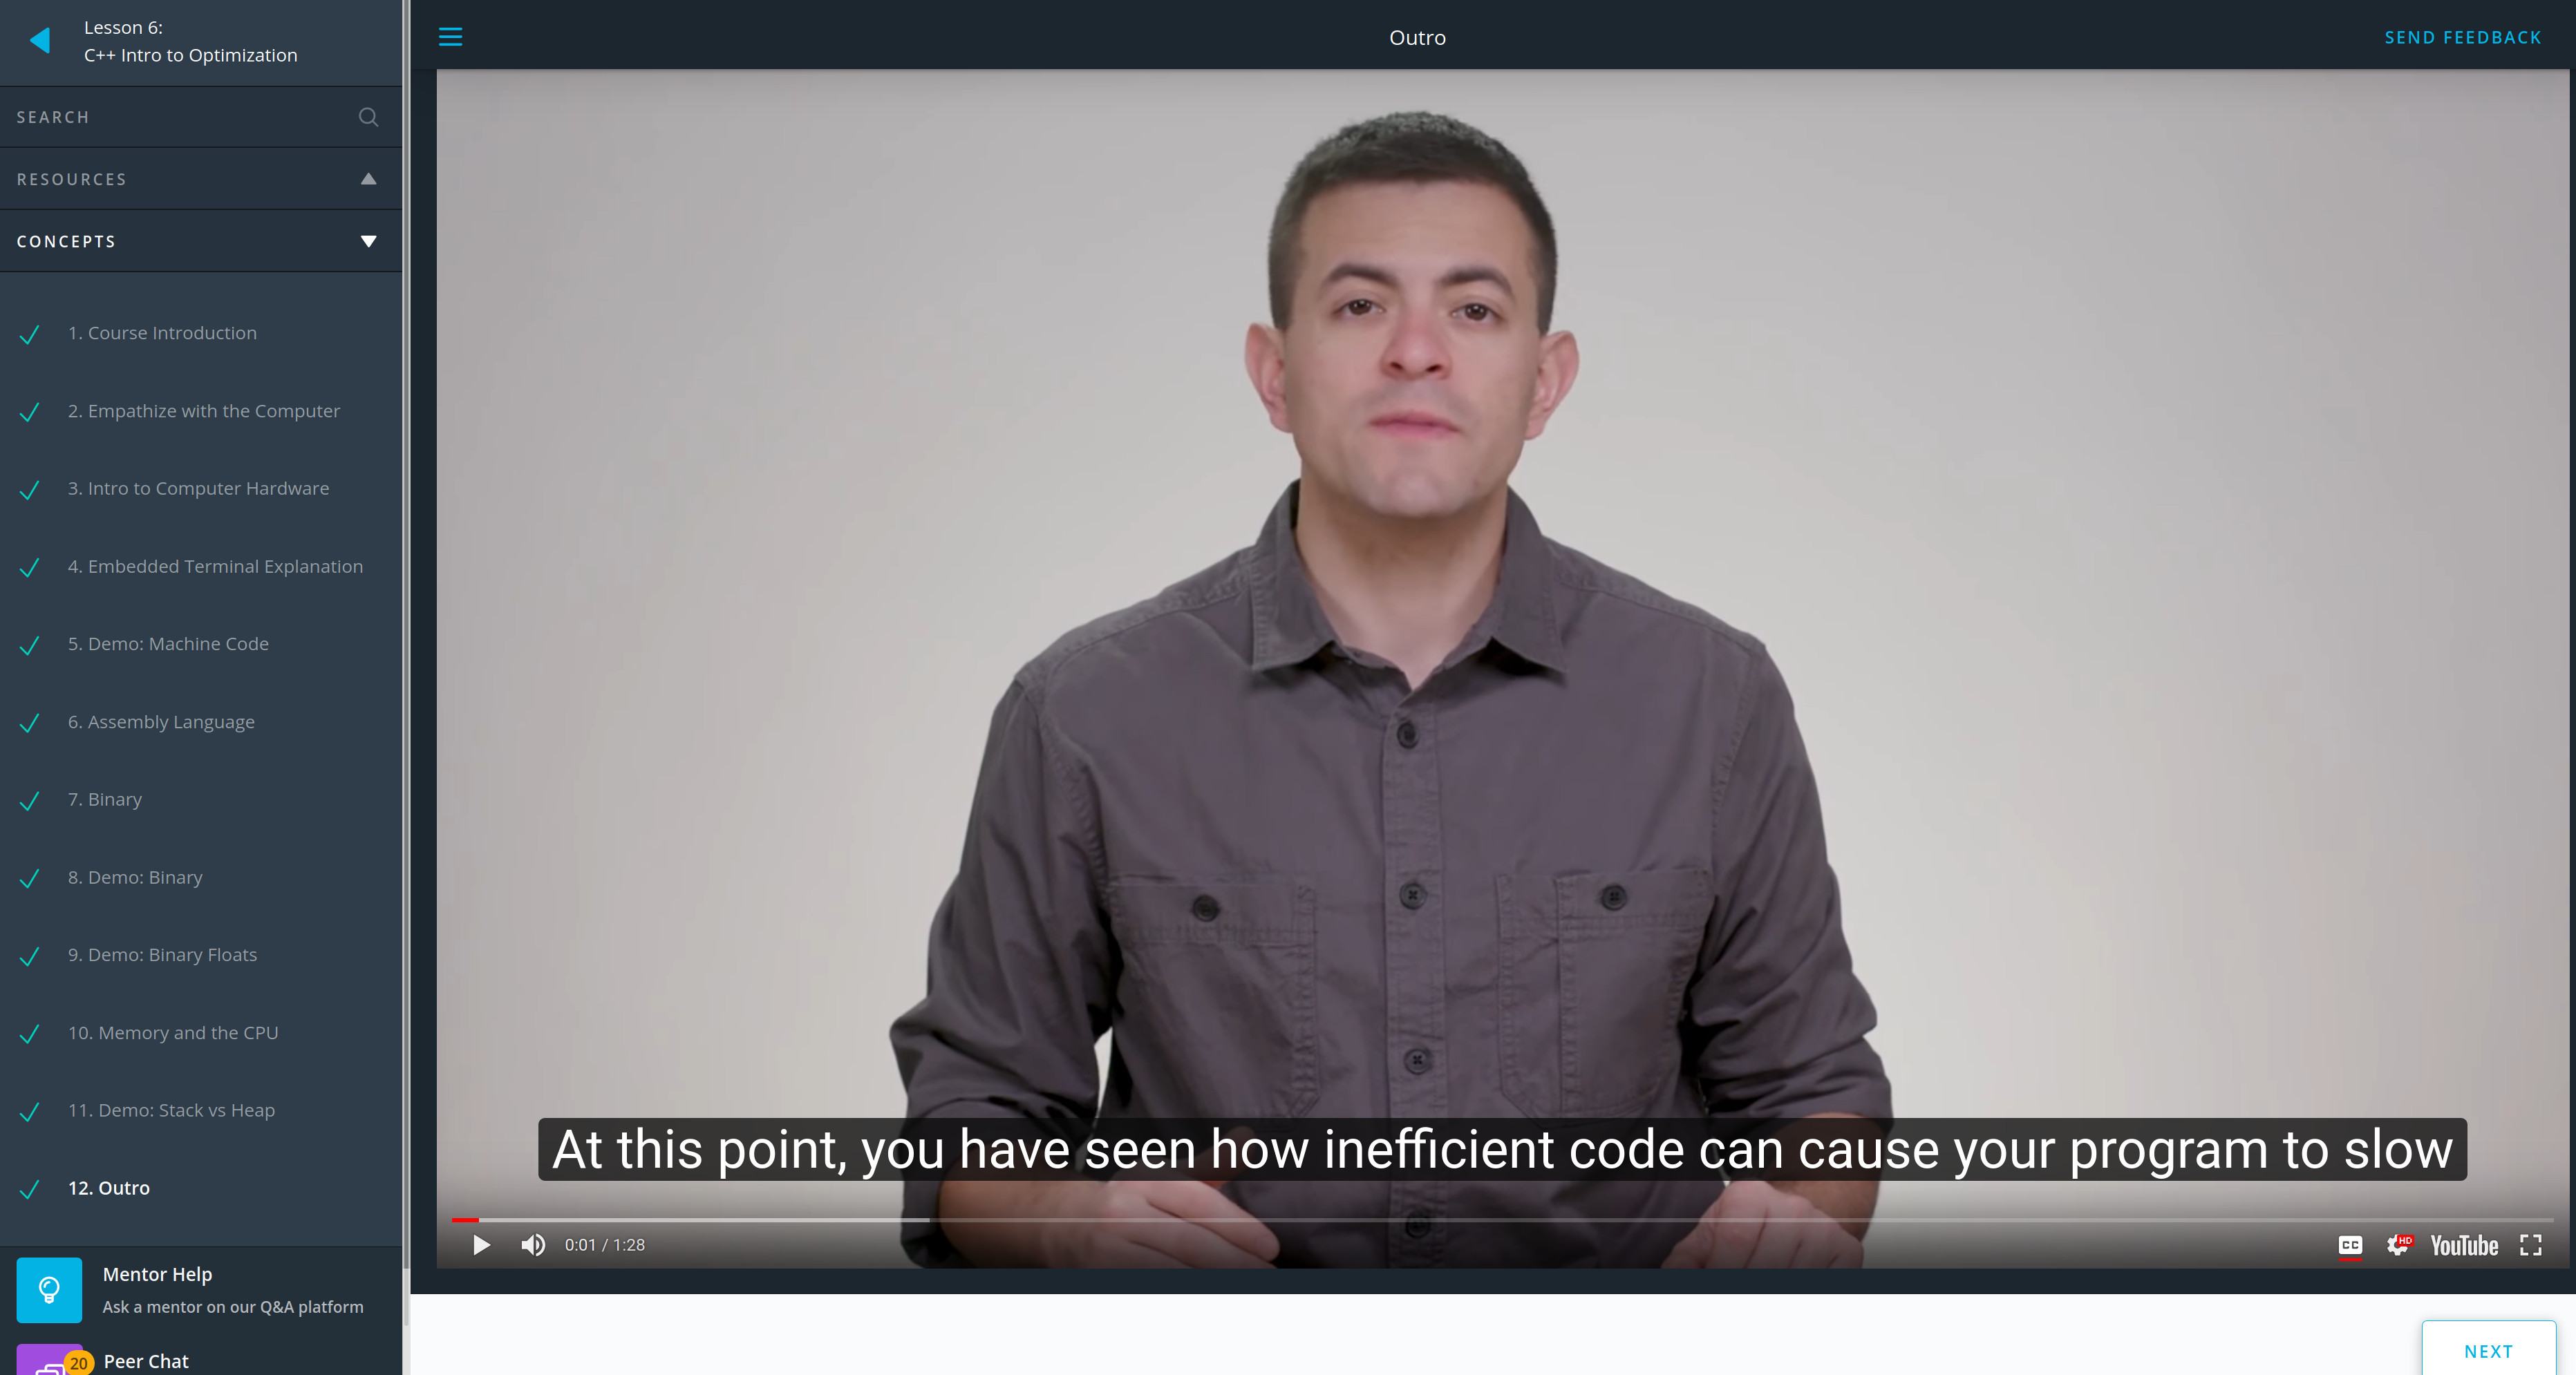 Lesson 6:
C++ Intro to Optimization
SEARCH
RESOURCES
CONCEPTS
1. Course Introduction
2. Empathize with the Computer
3. Intro to Computer Hardware
4. Embedded Terminal Explanation
5. Demo: Machine Code
6. Assembly Language
7. Binary
8. Demo: Binary
9. Demo: Binary Floats
10. Memory and the CPU
11. Demo: Stack vs Heap
12. Outro
Mentor Help
Ask a mentor on our Q&A platform
20
Peer Chat
Outro
SEND FEEDBACK
At this point, you have seen how inefficient code can cause your program to slow
0:01 / 1:28
CC
HD
YouTube
NEXT